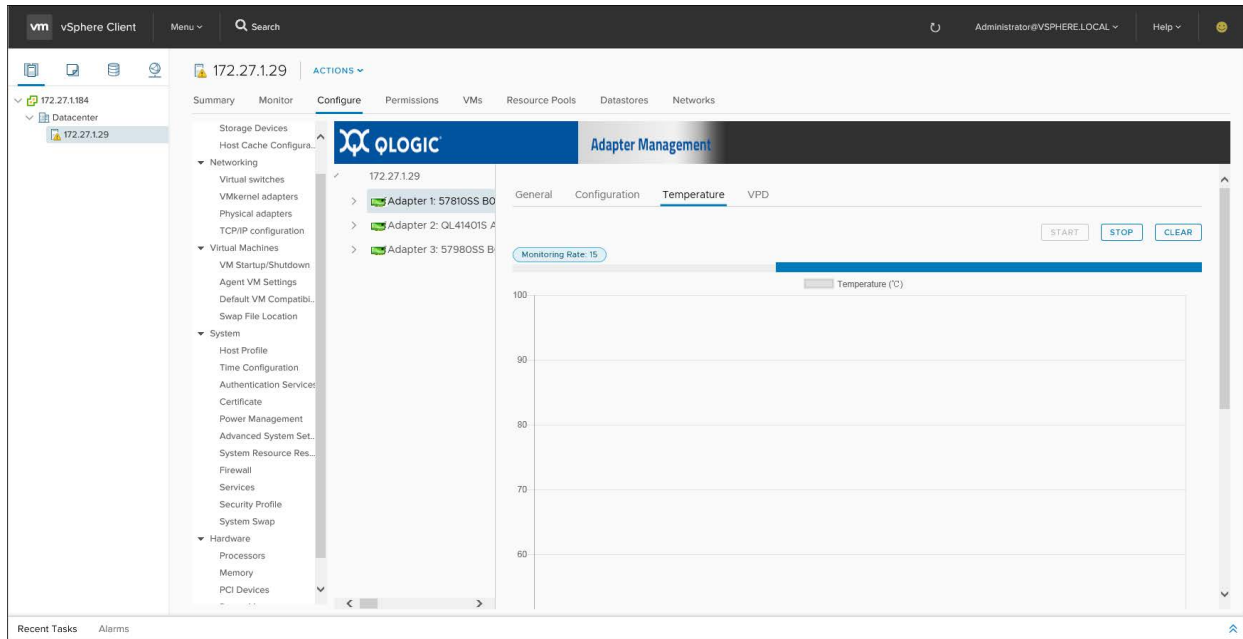 vm vSphere Client Menu Search Administrator@VSPHERE.LOCAL Help
172.27.1.184
Datacenter
172.27.1.29
172.27.1.29 ACTIONS
Summary Monitor Configure Permissions VMs Resource Pools Datastores Networks
Storage Devices
Host Cache Configura..
Networking
Virtual switches
VMkernel adapters
Physical adapters
TCP/IP configuration
Virtual Machines
VM Startup/Shutdown
Agent VM Settings
Default VM Compatibi..
Swap File Location
System
Host Profile
Time Configuration
Authentication Services
Certificate
Power Management
Advanced System Set..
System Resource Res...
Firewall
Services
Security Profile
System Swap
Hardware
Processors
Memory
PCI Devices
QLOGIC Adapter Management
172.27.1.29
Adapter 1: 57810SS B0
Adapter 2: QL41401S A
Adapter 3: 57980SS B
General Configuration Temperature VPD
START STOP CLEAR
Monitoring Rate: 15
Temperature (°C)
100
90
80
70
60
Recent Tasks Alarms